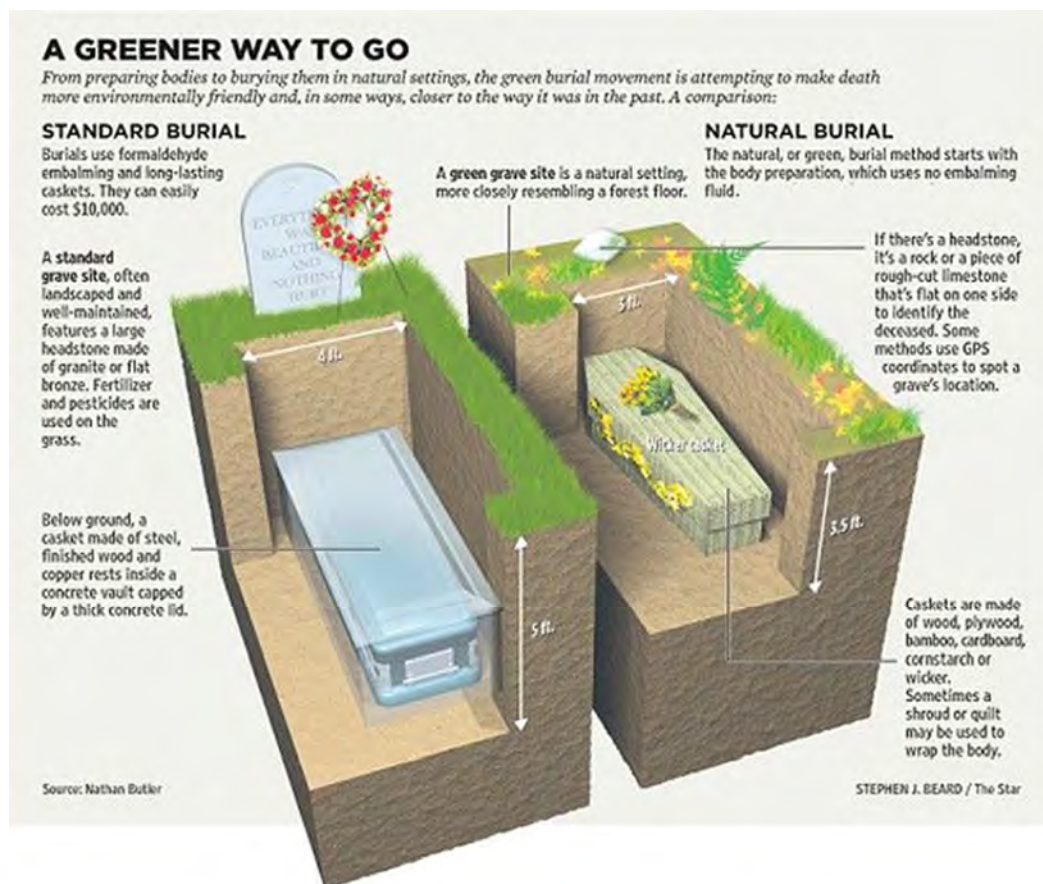 A GREENER WAY TO GO
From preparing bodies to burying them in natural settings, the green burial movement is attempting to make death
more environmentally friendly and, in some ways, closer to the way it was in the past. A comparison:
STANDARD BURIAL
Burials use formaldehyde
embalming and long-lasting
caskets. They can easily
cost $10,000.
A standard
grave site, often
landscaped and
well-maintained,
features a large
headstone made
of granite or flat
bronze. Fertilizer
and pesticides are
used on the
grass.
Below ground, a
casket made of steel,
finished wood and
copper rests inside a
concrete vault capped
by a thick concrete lid.
EVERYTHING
WAS
BEAUTIFUL
AND
NOTHING
HURT
4 ft.
5 ft.
A green grave site is a natural setting,
more closely resembling a forest floor.
NATURAL BURIAL
The natural, or green, burial method starts with
the body preparation, which uses no embalming
fluid.
If there's a headstone,
it's a rock or a piece of
rough-cut limestone
that's flat on one side
to identify the
deceased. Some
methods use GPS
coordinates to spot a
grave's location.
3 ft.
Wicker casket
3.5 ft.
Caskets are made
of wood, plywood,
bamboo, cardboard,
cornstarch or
wicker.
Sometimes a
shroud or quilt
may be used to
wrap the body.
Source: Nathan Butler
STEPHEN J. BEARD / The Star